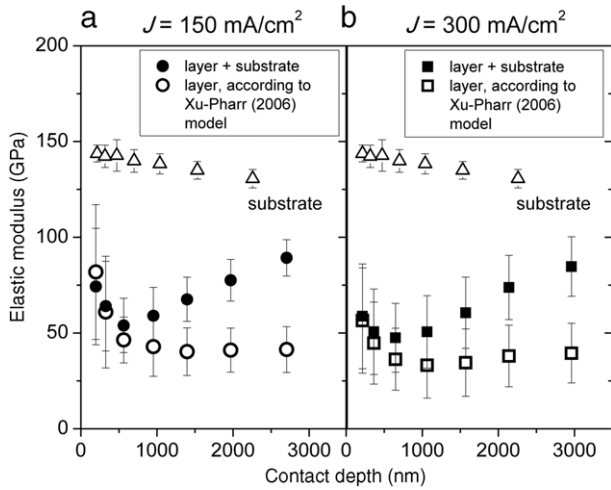 a J = 150 mA/cm²
b J = 300 mA/cm²
layer + substrate
layer, according to
Xu-Pharr (2006)
model
layer + substrate
layer, according to
Xu-Pharr (2006)
model
substrate
substrate
Elastic modulus (GPa)
200
150
100
50
0
0 1000 2000 3000
0 1000 2000 3000
Contact depth (nm)